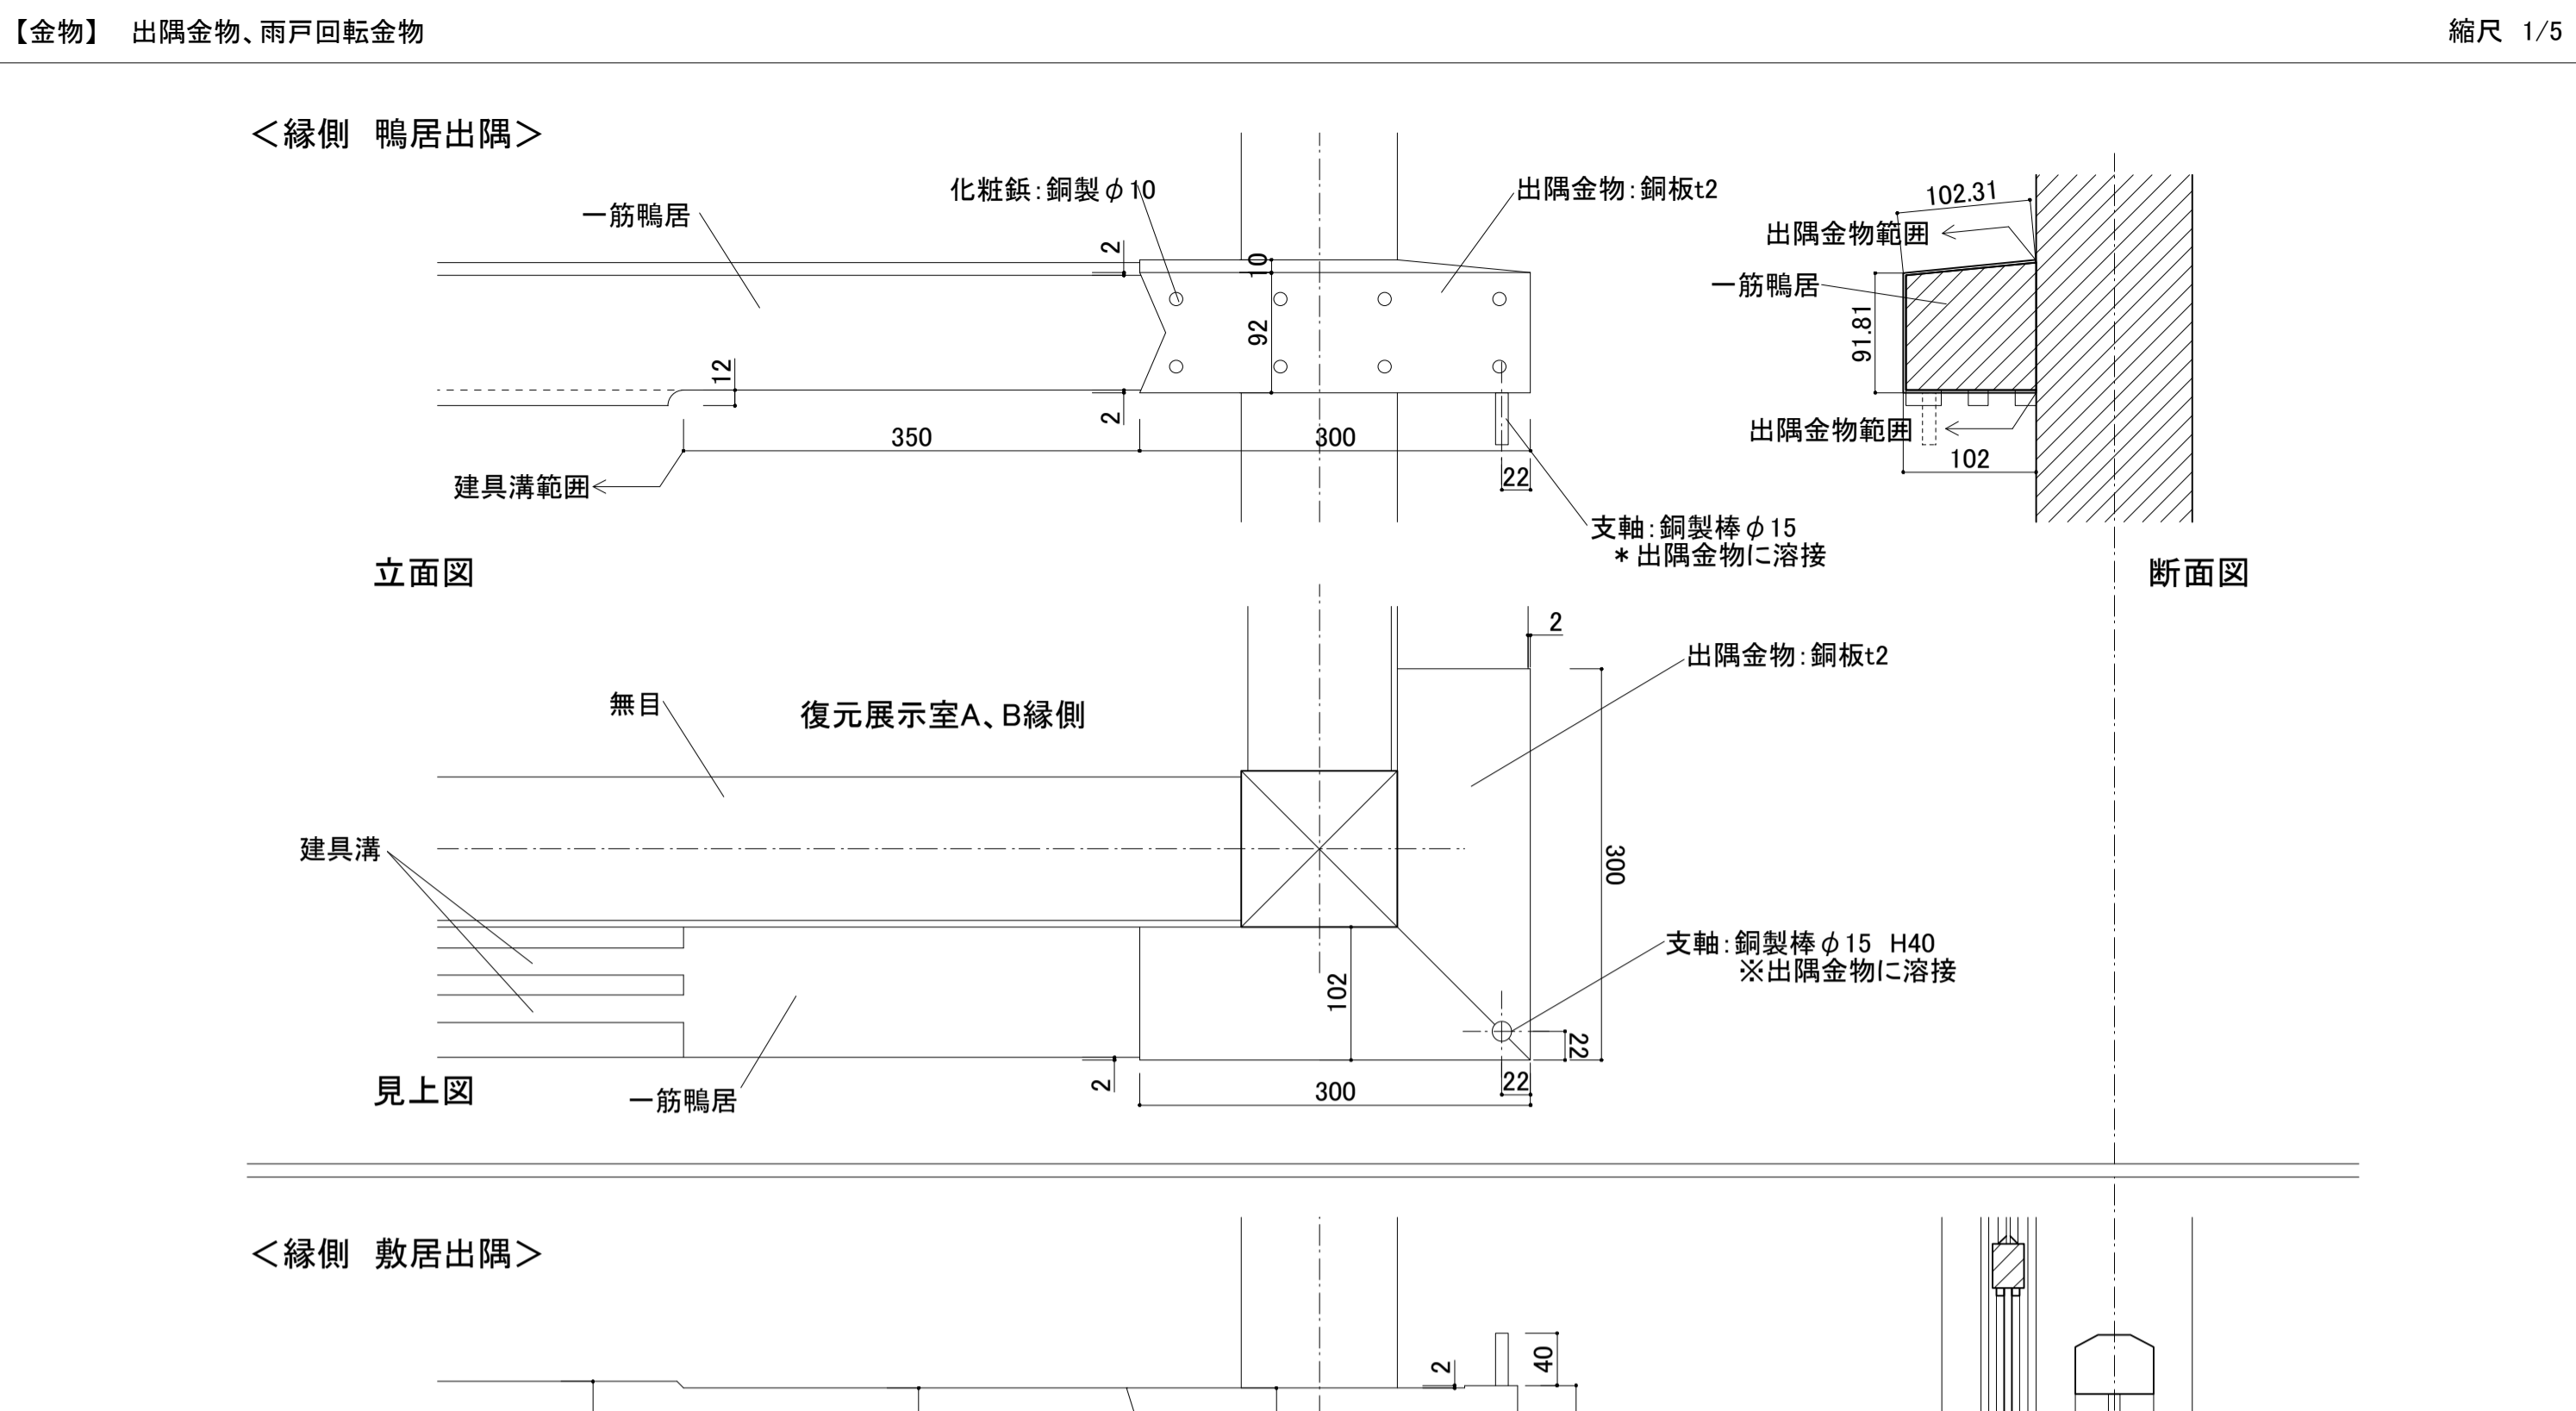 【金物】　出隅金物、雨戸回転金物
縮尺 1/5
＜縁側　鴨居出隅＞
化粧鋲：銅製φ10
出隅金物：銅板t2
一筋鴨居
102.31
出隅金物範囲
一筋鴨居
2
10
92
91.81
12
2
350
300
22
出隅金物範囲
102
建具溝範囲
支軸：銅製棒φ15
＊出隅金物に溶接
立面図
断面図
2
出隅金物：銅板t2
無目
復元展示室A、B縁側
建具溝
300
支軸：銅製棒φ15 H40
※出隅金物に溶接
102
22
22
2
300
見上図
一筋鴨居
＜縁側　敷居出隅＞
2
40